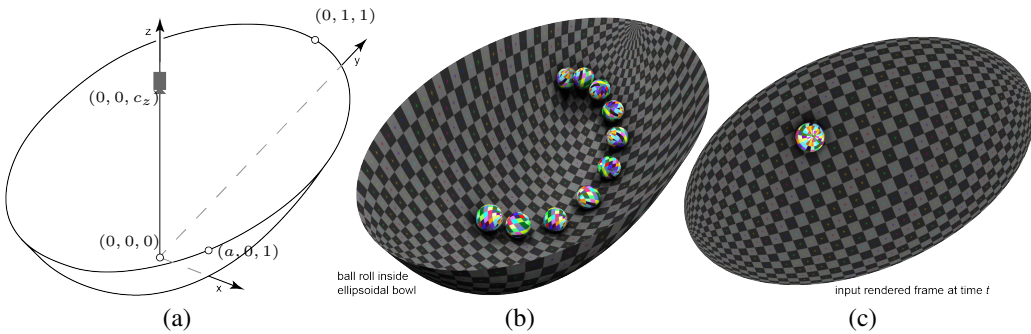 z
(0, 1, 1)
y
(0, 0, c_z)
(0, 0, 0)
(a, 0, 1)
x
ball roll inside
ellipsoidal bowl
input rendered frame at time t
(a)
(b)
(c)